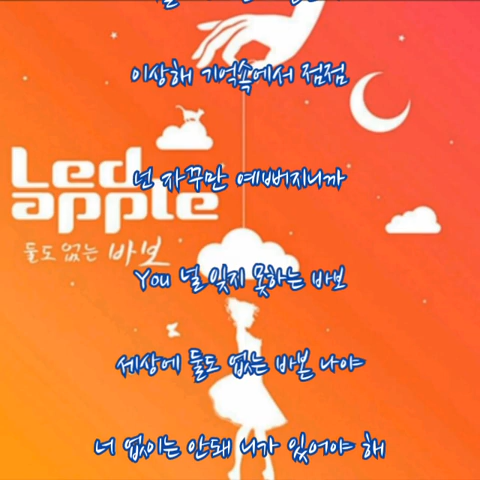 이상해 기억속에서 점점
넌 자꾸만 예뻐지니까
Led
apple
둘도 없는 바보
You 널 잊지 못하는 바보
세상에 둘도 없는 바본 나야
너 없이는 안돼 니가 있어야 해